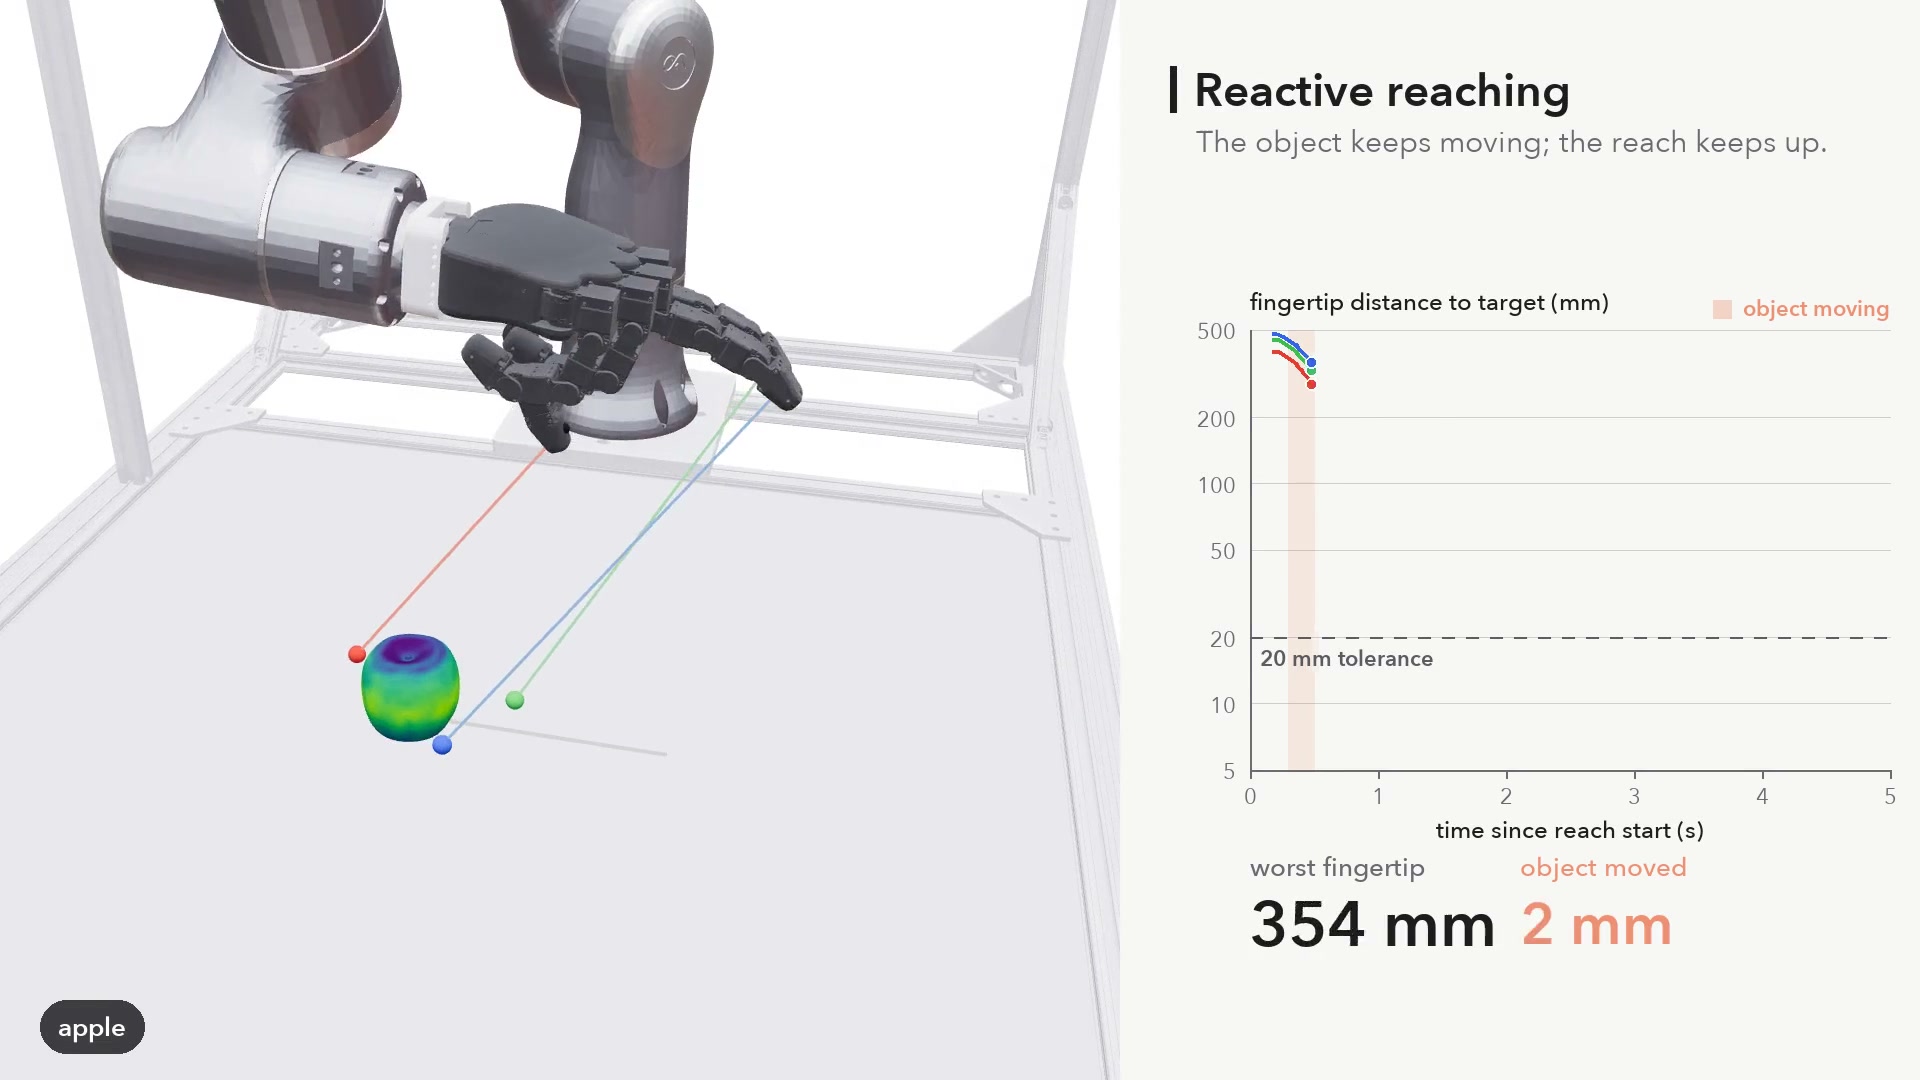 Reactive reaching
The object keeps moving; the reach keeps up.
fingertip distance to target (mm)
object moving
500
200
100
50
20
20 mm tolerance
10
5
0 1 2 3 4 5
time since reach start (s)
worst fingertip
object moved
354 mm
2 mm
apple